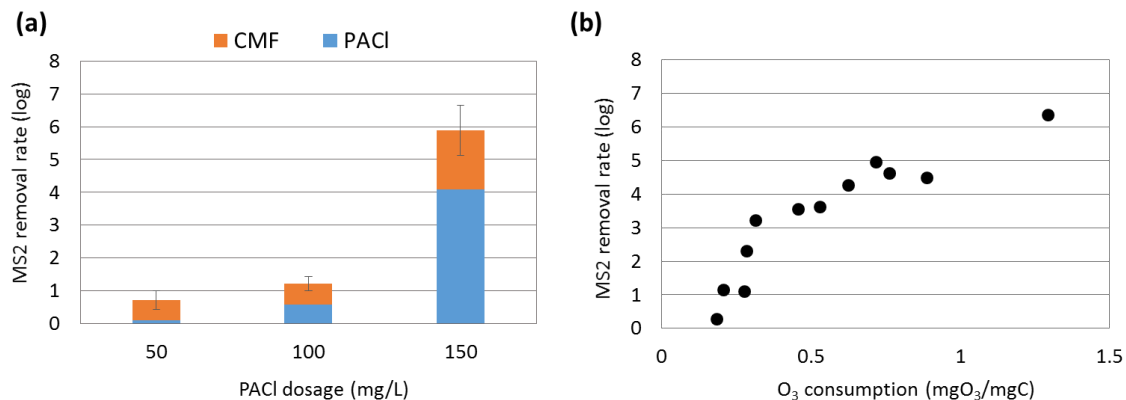 (a)
CMF PACl
MS2 removal rate (log)
8
7
6
5
4
3
2
1
0
50 100 150
PACl dosage (mg/L)
(b)
MS2 removal rate (log)
8
7
6
5
4
3
2
1
0
0 0.5 1 1.5
O₃ consumption (mgO₃/mgC)